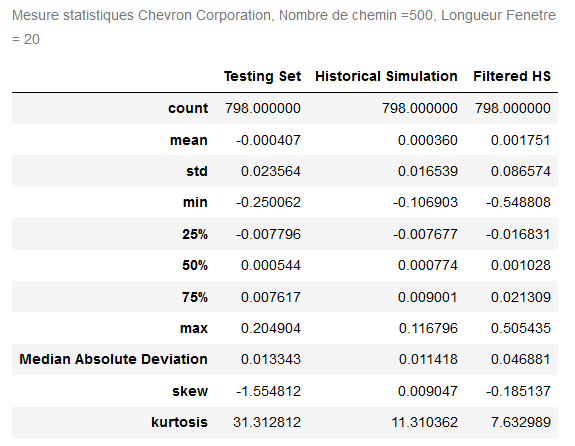 Mesure statistiques Chevron Corporation, Nombre de chemin =500, Longueur Fenetre
= 20
Testing Set Historical Simulation Filtered HS
count 798.000000 798.000000 798.000000
mean -0.000407 0.000360 0.001751
std 0.023564 0.016539 0.086574
min -0.250062 -0.106903 -0.548808
25% -0.007796 -0.007677 -0.016831
50% 0.000544 0.000774 0.001028
75% 0.007617 0.009001 0.021309
max 0.204904 0.116796 0.505435
Median Absolute Deviation 0.013343 0.011418 0.046881
skew -1.554812 0.009047 -0.185137
kurtosis 31.312812 11.310362 7.632989